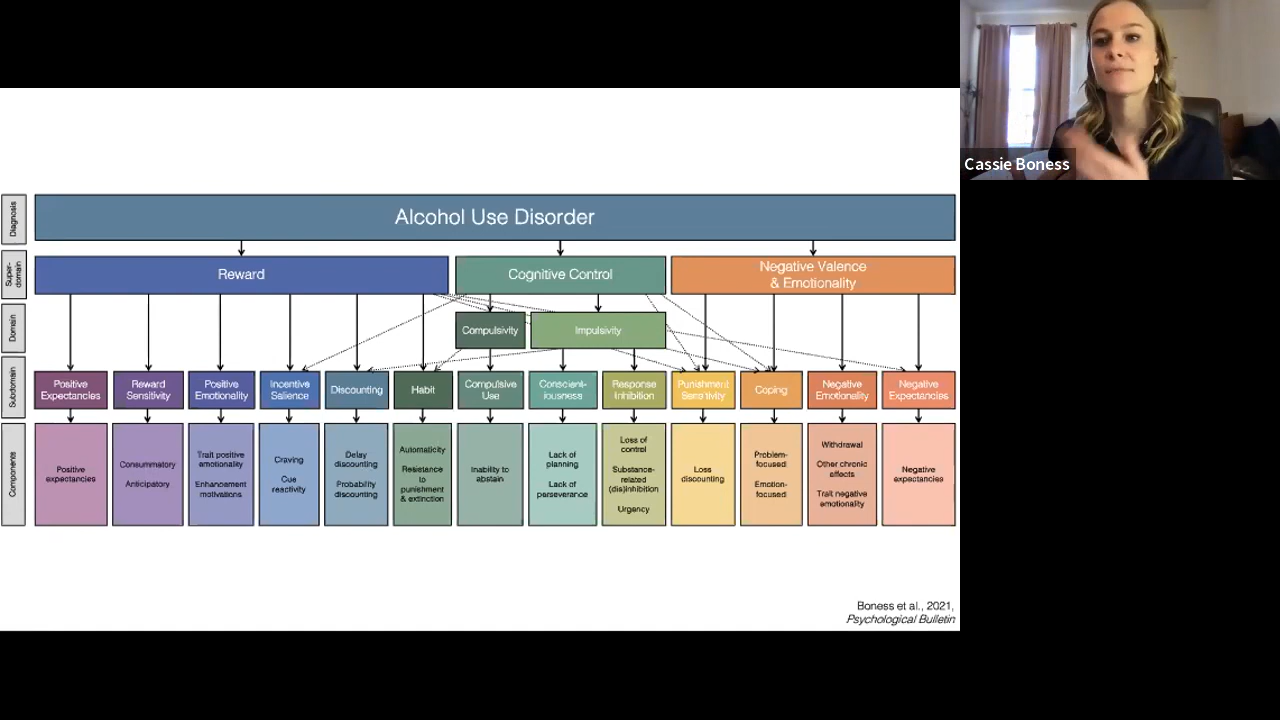 Cassie Boness
Diagnosis
Alcohol Use Disorder
Super-
domain
Reward
Cognitive Control
Negative Valence
& Emotionality
Domain
Compulsivity
Impulsivity
Subdomain
Positive
Expectancies
Reward
Sensitivity
Positive
Emotionality
Incentive
Salience
Discounting
Habit
Compulsive
Use
Conscient-
iousness
Response
Inhibition
Punishment
Sensitivity
Coping
Negative
Emotionality
Negative
Expectancies
Components
Positive
expectancies
Consummatory
Anticipatory
Trait positive
emotionality
Enhancement
motivations
Craving
Cue
reactivity
Delay
discounting
Probability
discounting
Automaticity
Resistance
to
punishment
& extinction
Inability to
abstain
Lack of
planning
Lack of
perseverance
Loss of
control
Substance-
related
(dis)inhibition
Urgency
Loss
discounting
Problem-
focused
Emotion-
focused
Withdrawal
Other chronic
effects
Trait negative
emotionality
Negative
expectancies
Boness et al., 2021,
Psychological Bulletin